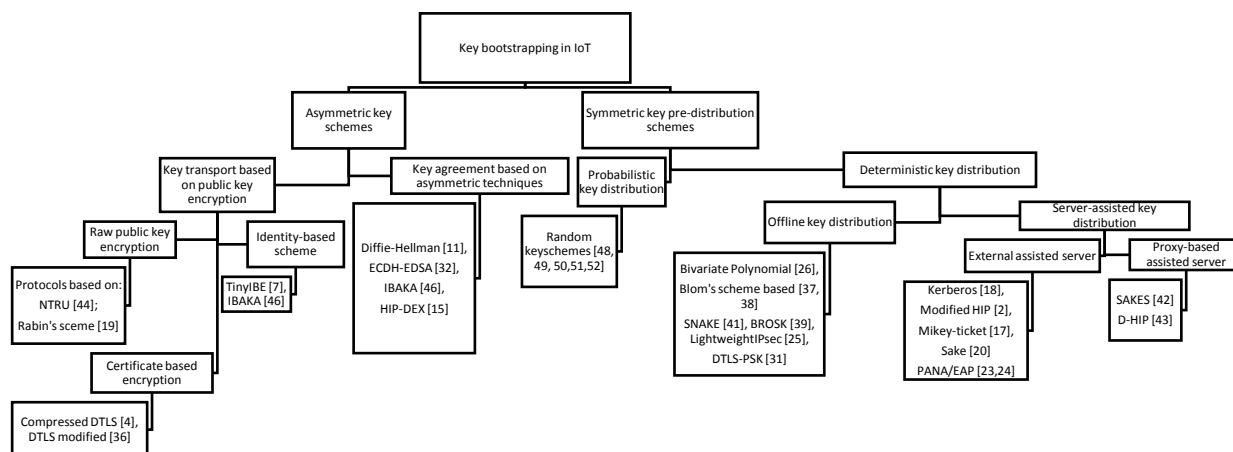 Key bootstrapping in IoT
Asymmetric key
schemes
Symmetric key pre-distribution
schemes
Key transport based
on public key
encryption
Key agreement based on
asymmetric techniques
Probabilistic
key distribution
Deterministic key distribution
Raw public key
encryption
Identity-based
scheme
Offline key distribution
Server-assisted key
distribution
Protocols based on:
NTRU [44];
Rabin's sceme [19]
TinyIBE [7],
IBAKA [46]
Diffie-Hellman [11],
ECDH-EDSA [32],
IBAKA [46],
HIP-DEX [15]
Random
keyschemes [48,
49, 50,51,52]
External assisted server
Proxy-based
assisted server
Bivariate Polynomial [26],
Blom's scheme based [37,
38]
SNAKE [41], BROSK [39],
LightweightIPsec [25],
DTLS-PSK [31]
Kerberos [18],
Modified HIP [2],
Mikey-ticket [17],
Sake [20]
PANA/EAP [23,24]
SAKES [42]
D-HIP [43]
Certificate based
encryption
Compressed DTLS [4],
DTLS modified [36]